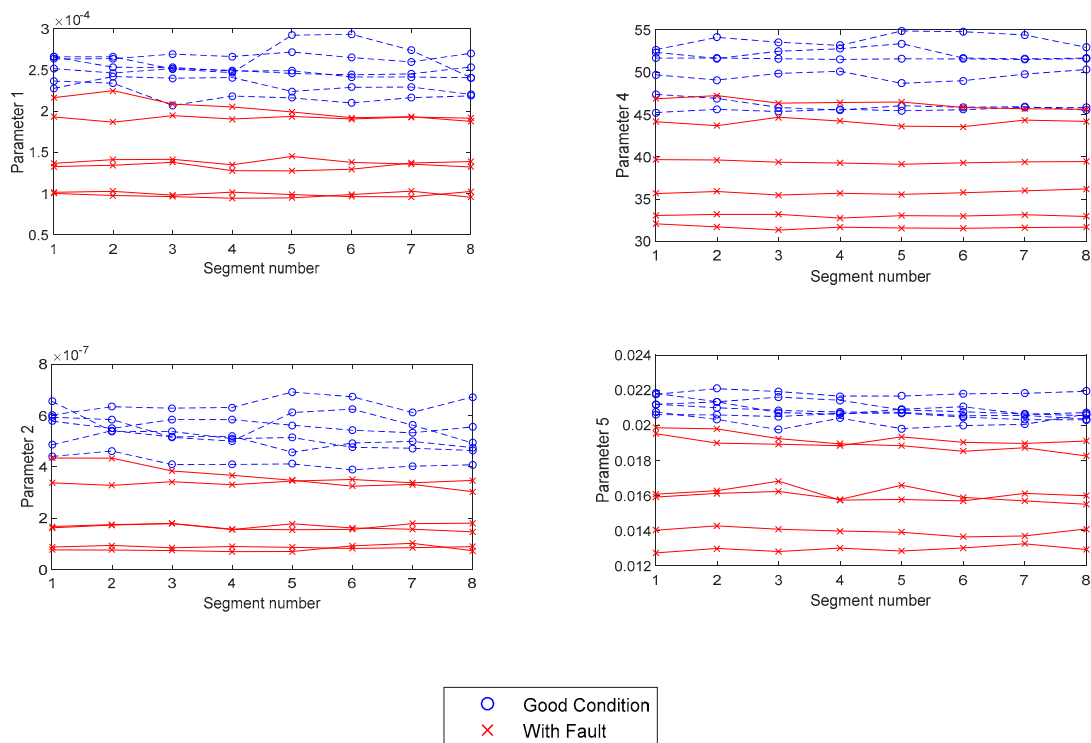 ×10-4
3
2.5
2
1.5
1
0.5
Parameter 1
1 2 3 4 5 6 7 8
Segment number
55
50
45
40
35
30
Parameter 4
1 2 3 4 5 6 7 8
Segment number
×10-7
8
6
4
2
0
Parameter 2
1 2 3 4 5 6 7 8
Segment number
0.024
0.022
0.02
0.018
0.016
0.014
0.012
Parameter 5
1 2 3 4 5 6 7 8
Segment number
Good Condition
With Fault